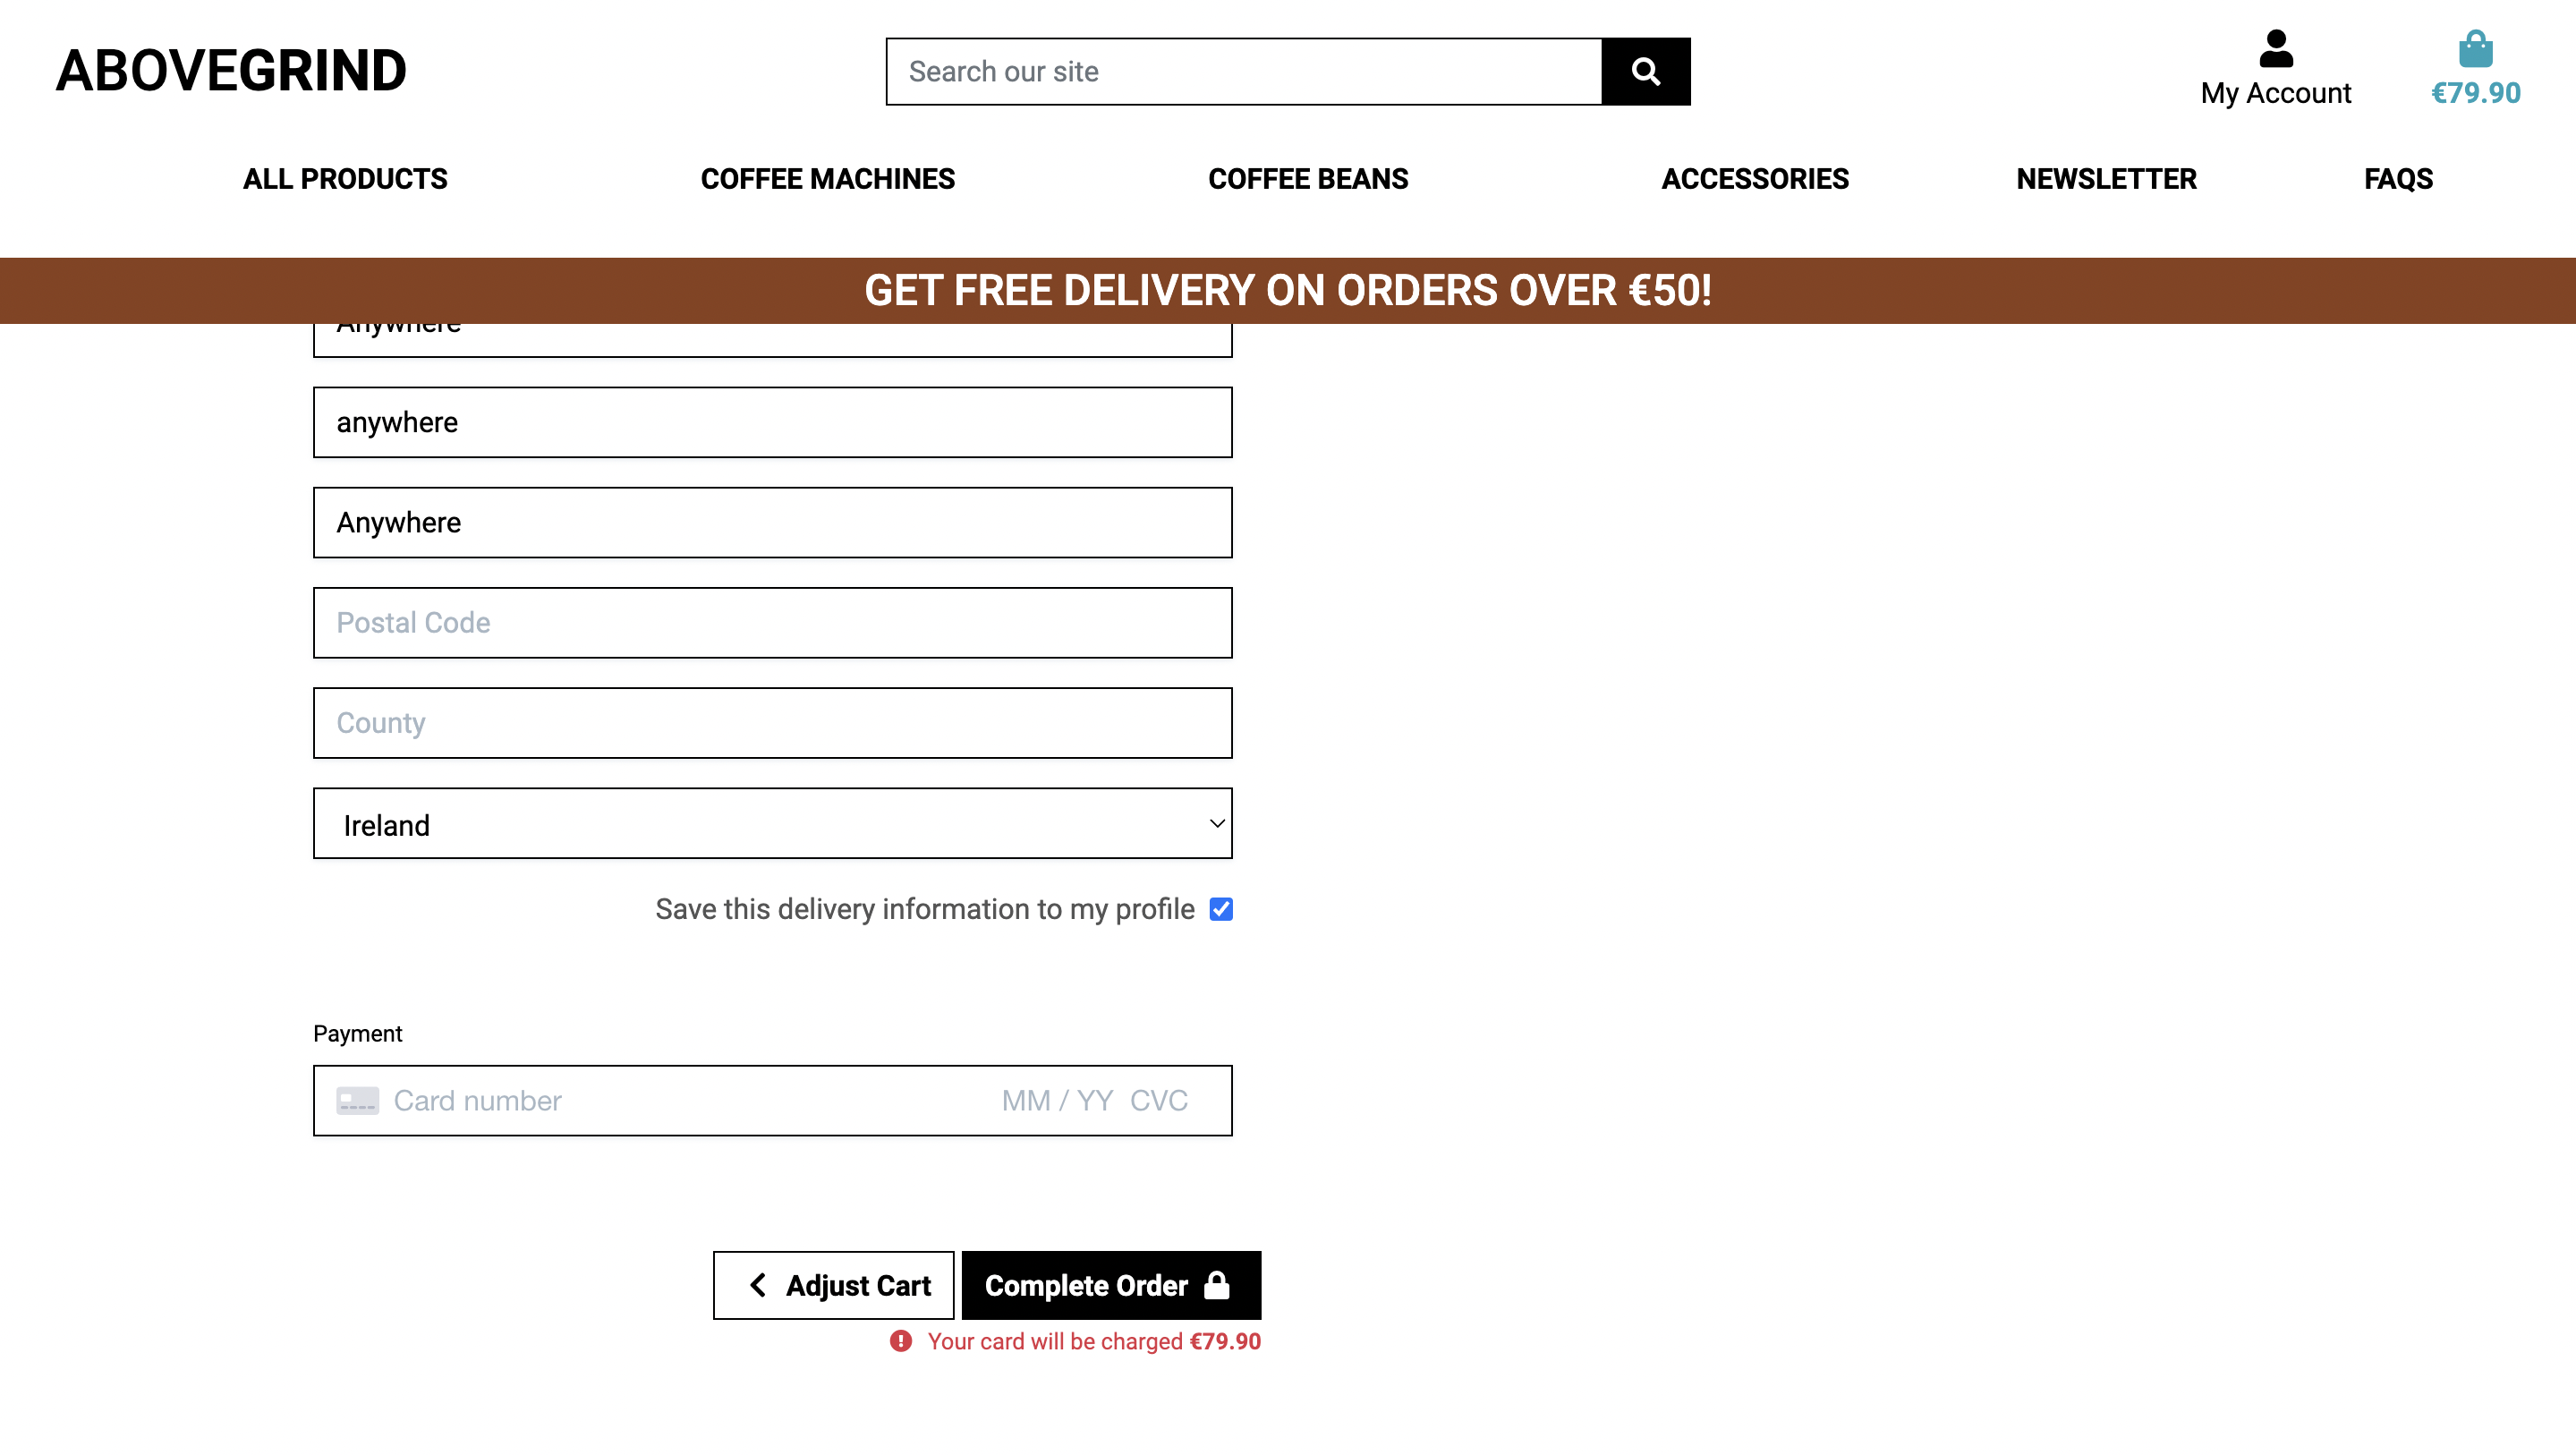 ABOVEGRIND
Search our site
My Account
€79.90
ALL PRODUCTS
COFFEE MACHINES
COFFEE BEANS
ACCESSORIES
NEWSLETTER
FAQS
GET FREE DELIVERY ON ORDERS OVER €50!
Anywhere
anywhere
Anywhere
Postal Code
County
Ireland
Save this delivery information to my profile
Payment
Card number MM / YY CVC
Adjust Cart
Complete Order
Your card will be charged €79.90